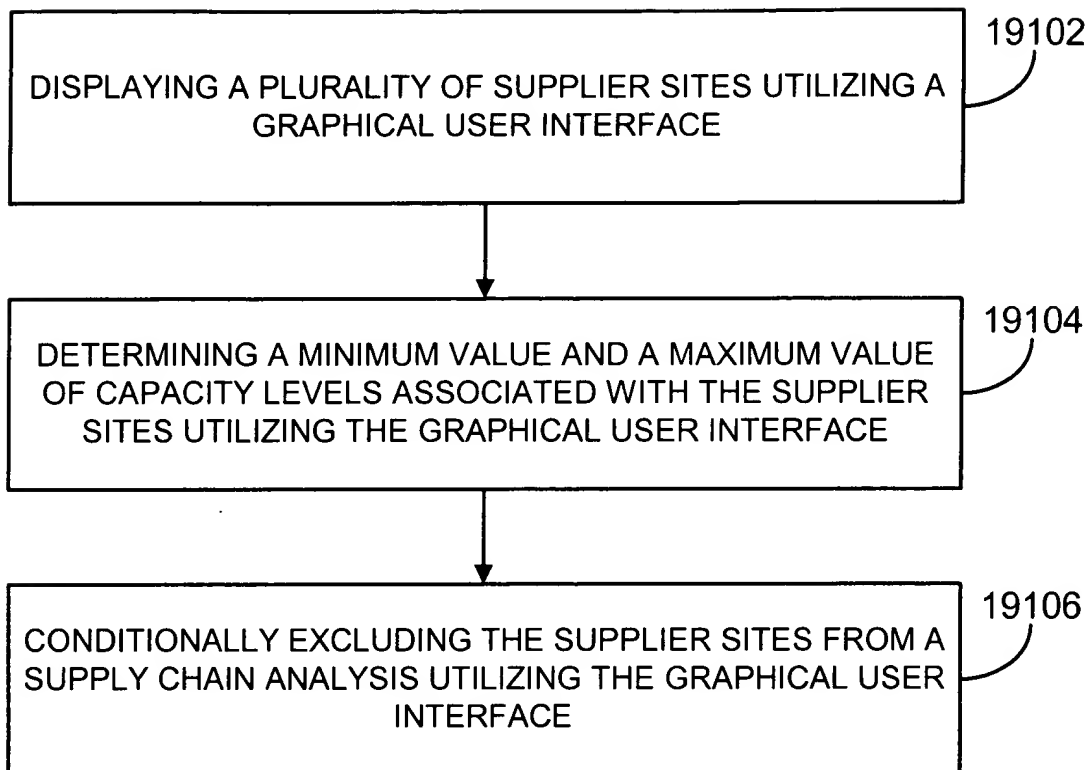 19102
DISPLAYING A PLURALITY OF SUPPLIER SITES UTILIZING A
GRAPHICAL USER INTERFACE
19104
DETERMINING A MINIMUM VALUE AND A MAXIMUM VALUE
OF CAPACITY LEVELS ASSOCIATED WITH THE SUPPLIER
SITES UTILIZING THE GRAPHICAL USER INTERFACE
19106
CONDITIONALLY EXCLUDING THE SUPPLIER SITES FROM A
SUPPLY CHAIN ANALYSIS UTILIZING THE GRAPHICAL USER
INTERFACE